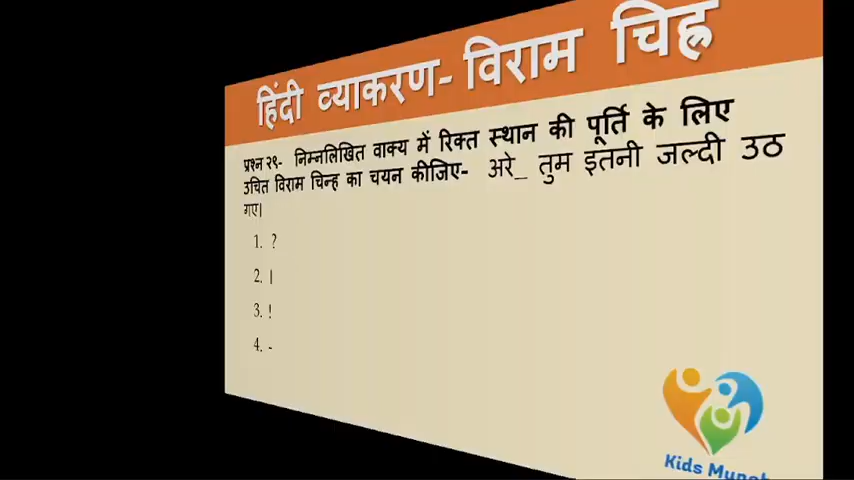 हिंदी व्याकरण- विराम चिह्न
प्रश्न २९- निम्नलिखित वाक्य में रिक्त स्थान की पूर्ति के लिए
उचित विराम चिन्ह का चयन कीजिए- अरे_ तुम इतनी जल्दी उठ
गए।
1. ?
2. |
3. !
4. -
Kids